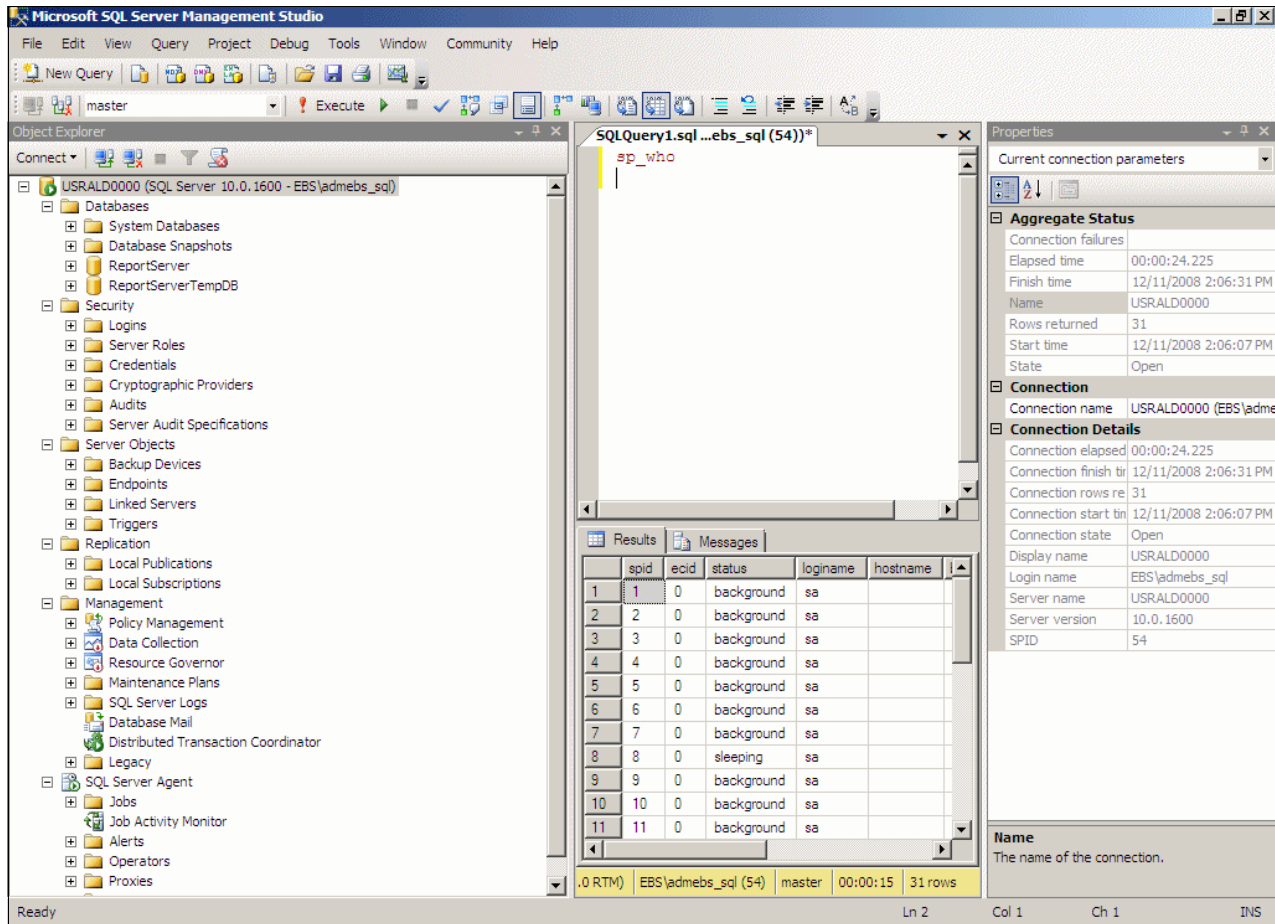 Microsoft SQL Server Management Studio
File Edit View Query Project Debug Tools Window Community Help
New Query
master Execute
Object Explorer
Connect
USRALD0000 (SQL Server 10.0.1600 - EBS\admebs_sql)
Databases
System Databases
Database Snapshots
ReportServer
ReportServerTempDB
Security
Logins
Server Roles
Credentials
Cryptographic Providers
Audits
Server Audit Specifications
Server Objects
Backup Devices
Endpoints
Linked Servers
Triggers
Replication
Local Publications
Local Subscriptions
Management
Policy Management
Data Collection
Resource Governor
Maintenance Plans
SQL Server Logs
Database Mail
Distributed Transaction Coordinator
Legacy
SQL Server Agent
Jobs
Job Activity Monitor
Alerts
Operators
Proxies
SQLQuery1.sql ...ebs_sql (54))*
sp_who
Results Messages
spid ecid status loginame hostname
1 1 0 background sa
2 2 0 background sa
3 3 0 background sa
4 4 0 background sa
5 5 0 background sa
6 6 0 background sa
7 7 0 background sa
8 8 0 sleeping sa
9 9 0 background sa
10 10 0 background sa
11 11 0 background sa
.0 RTM) EBS\admebs_sql (54) master 00:00:15 31 rows
Properties
Current connection parameters
Aggregate Status
Connection failures
Elapsed time 00:00:24.225
Finish time 12/11/2008 2:06:31 PM
Name USRALD0000
Rows returned 31
Start time 12/11/2008 2:06:07 PM
State Open
Connection
Connection name USRALD0000 (EBS\adme
Connection Details
Connection elapsed 00:00:24.225
Connection finish tir 12/11/2008 2:06:31 PM
Connection rows re 31
Connection start tin 12/11/2008 2:06:07 PM
Connection state Open
Display name USRALD0000
Login name EBS\admebs_sql
Server name USRALD0000
Server version 10.0.1600
SPID 54
Name
The name of the connection.
Ready Ln 2 Col 1 Ch 1 INS